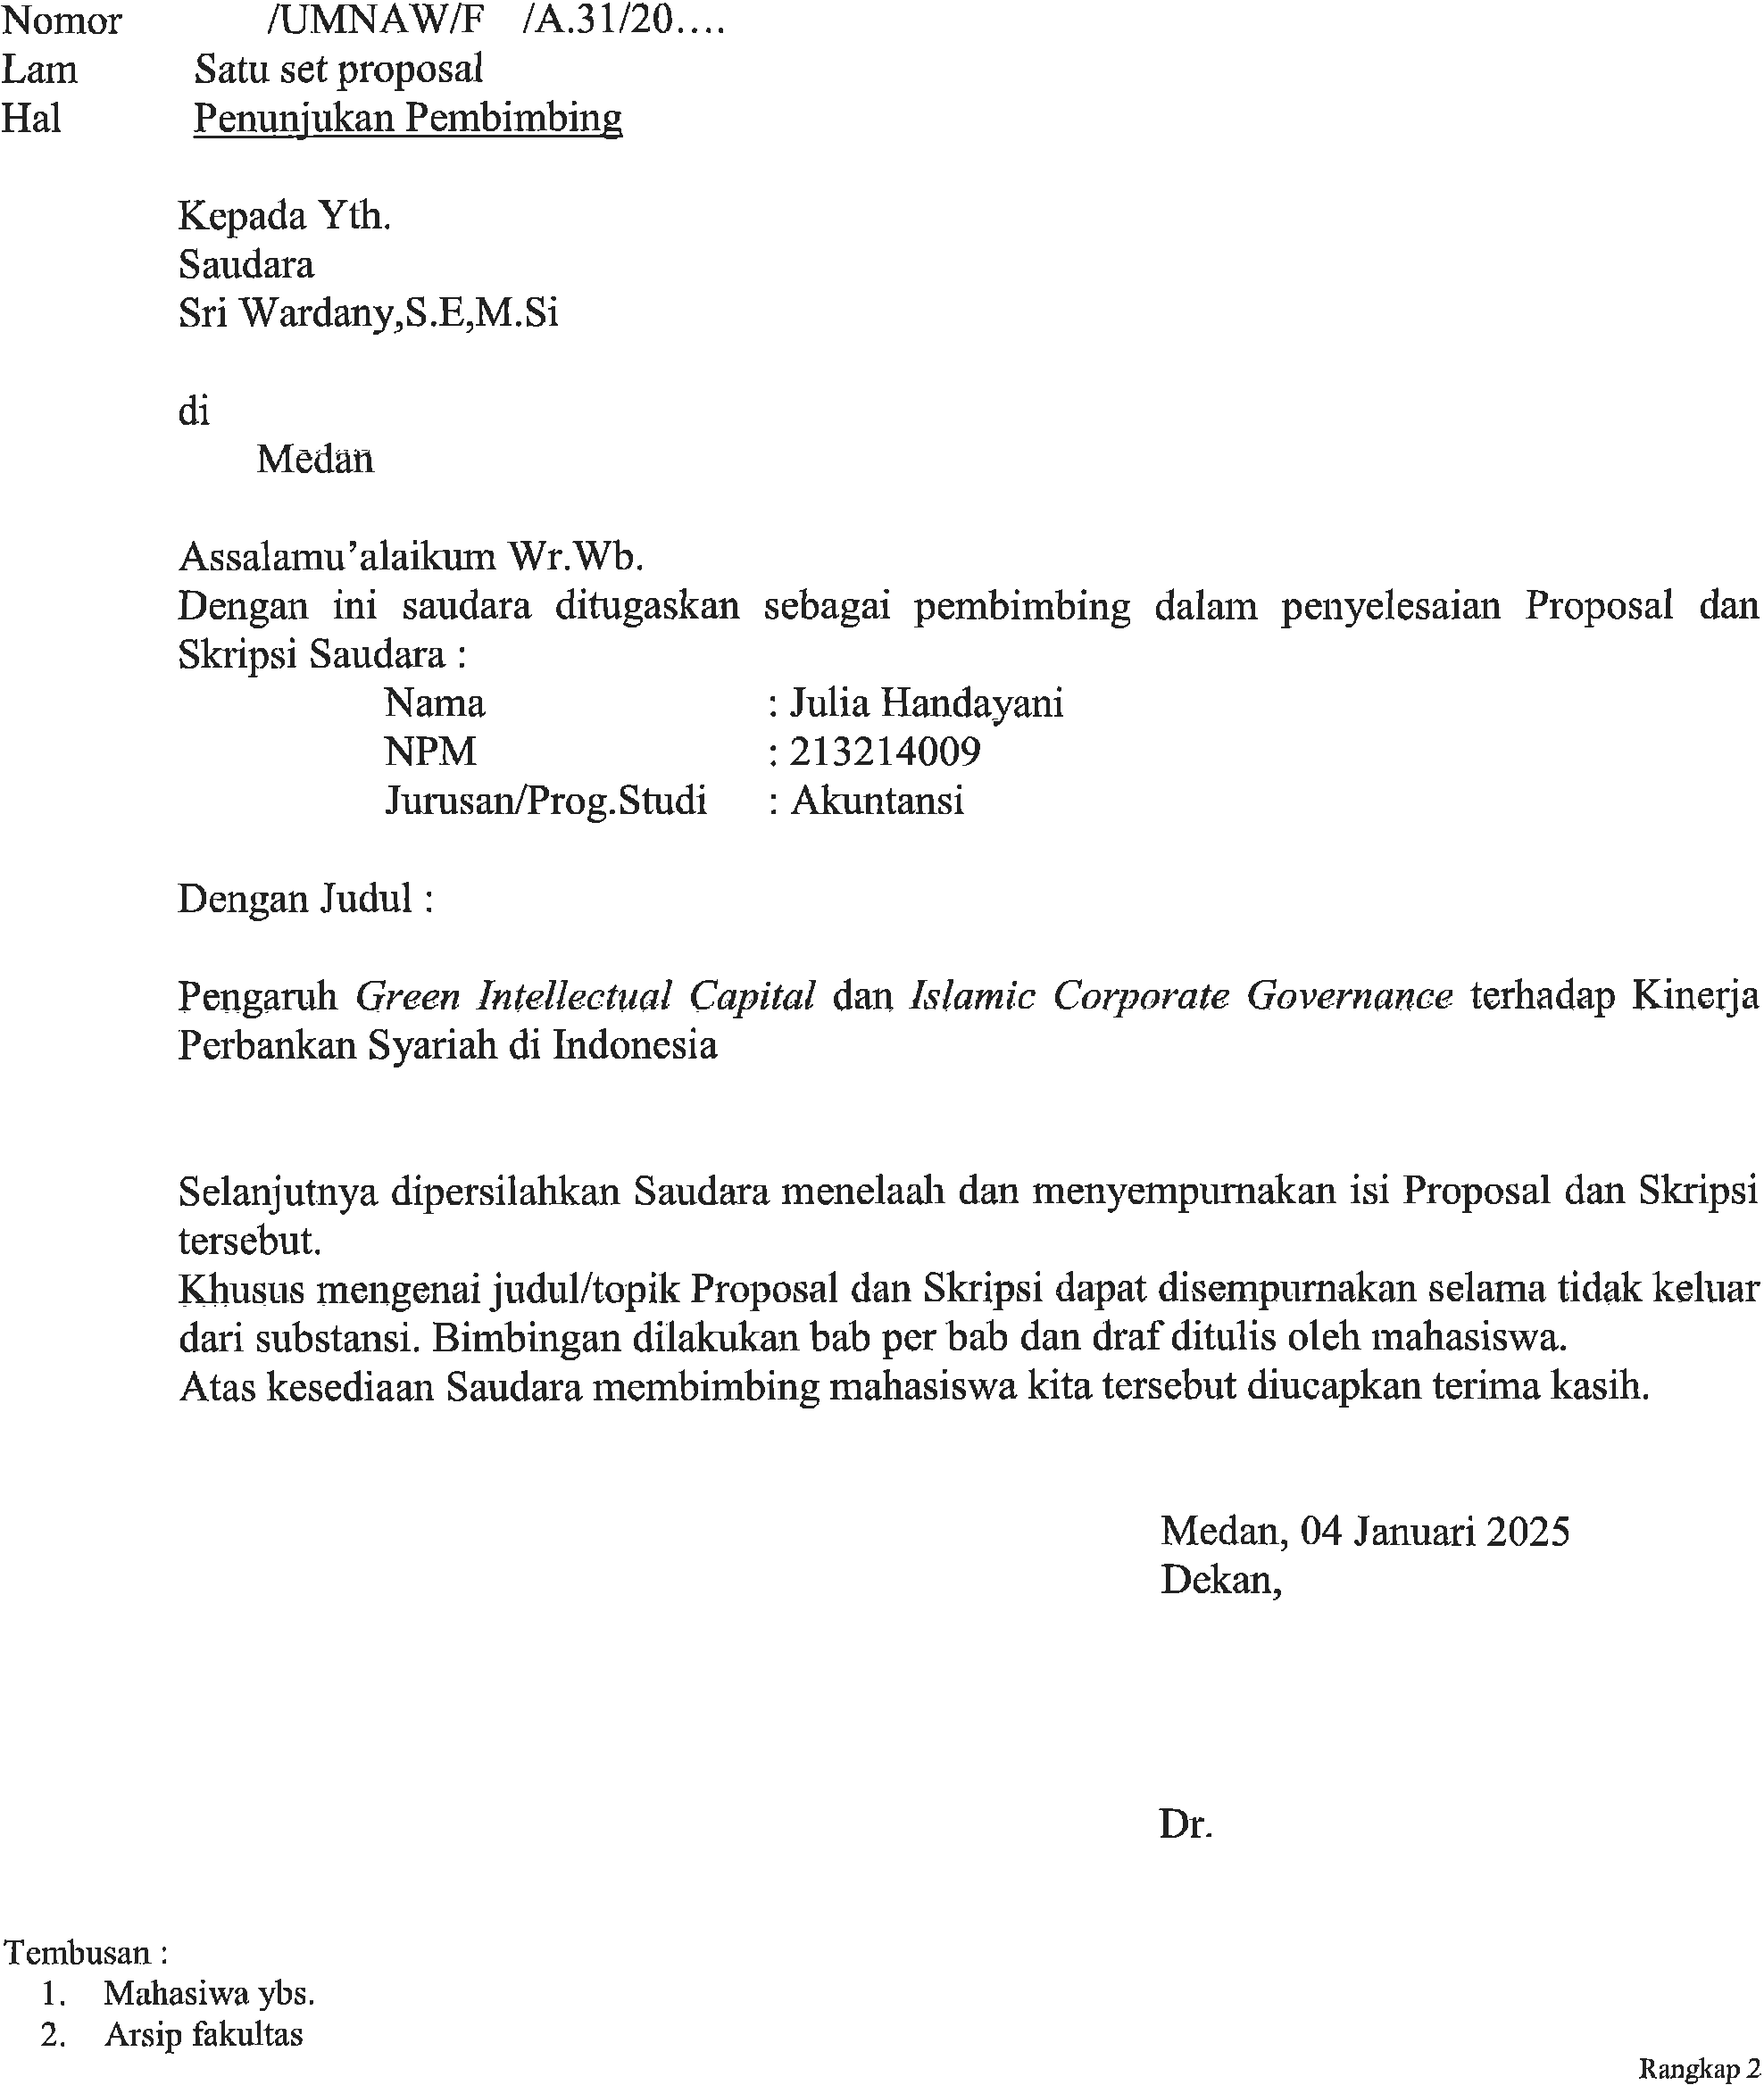 Nomor /UMNAW/F /A.31/20....
Lam Satu set proposal
Hal Penunjukan Pembimbing
Kepada Yth.
Saudara
Sri Wardany,S.E,M.Si
di
Medan
Assalamu’alaikum Wr.Wb.
Dengan ini saudara ditugaskan sebagai pembimbing dalam penyelesaian Proposal dan
Skripsi Saudara :
Nama : Julia Handayani
NPM : 213214009
Jurusan/Prog.Studi : Akuntansi
Dengan Judul :
Pengaruh Green Intellectual Capital dan Islamic Corporate Governance terhadap Kinerja
Perbankan Syariah di Indonesia
Selanjutnya dipersilahkan Saudara menelaah dan menyempurnakan isi Proposal dan Skripsi
tersebut.
Khusus mengenai judul/topik Proposal dan Skripsi dapat disempurnakan selama tidak keluar
dari substansi. Bimbingan dilakukan bab per bab dan draf ditulis oleh mahasiswa.
Atas kesediaan Saudara membimbing mahasiswa kita tersebut diucapkan terima kasih.
Medan, 04 Januari 2025
Dekan,
Dr.
Tembusan :
1. Mahasiwa ybs.
2. Arsip fakultas
Rangkap 2